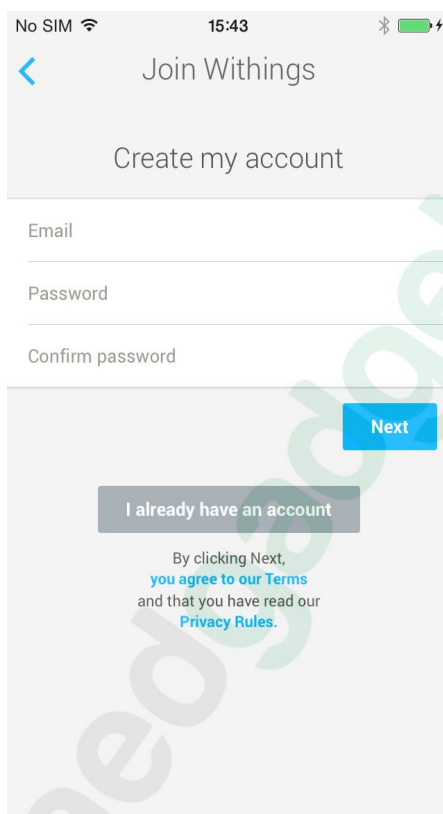 No SIM 15:43
Join Withings
Create my account
Email
Password
Confirm password
Next
I already have an account
By clicking Next,
you agree to our Terms
and that you have read our
Privacy Rules.